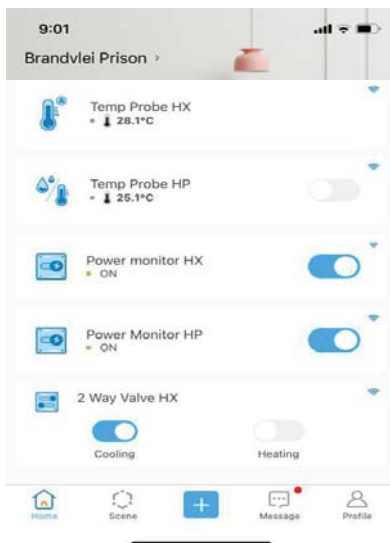 9:01
Brandvlei Prison >
Temp Probe HX
28.1°C
Temp Probe HP
25.1°C
Power monitor HX
ON
Power Monitor HP
ON
2 Way Valve HX
Cooling Heating
Home Scene Message Profile